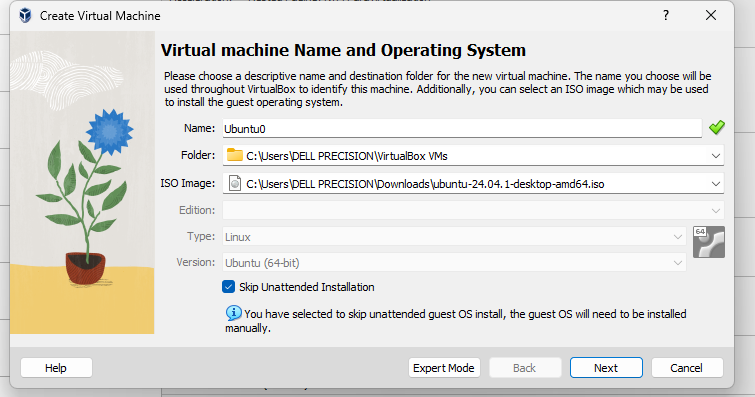 Create Virtual Machine
?
Virtual machine Name and Operating System
Please choose a descriptive name and destination folder for the new virtual machine. The name you choose will be
used throughout VirtualBox to identify this machine. Additionally, you can select an ISO image which may be used
to install the guest operating system.
Name: Ubuntu0
Folder: C:\Users\DELL PRECISION\VirtualBox VMs
ISO Image: C:\Users\DELL PRECISION\Downloads\ubuntu-24.04.1-desktop-amd64.iso
Edition:
Type: Linux
64
Version: Ubuntu (64-bit)
Skip Unattended Installation
You have selected to skip unattended guest OS install, the guest OS will need to be installed
manually.
Help Expert Mode Back Next Cancel